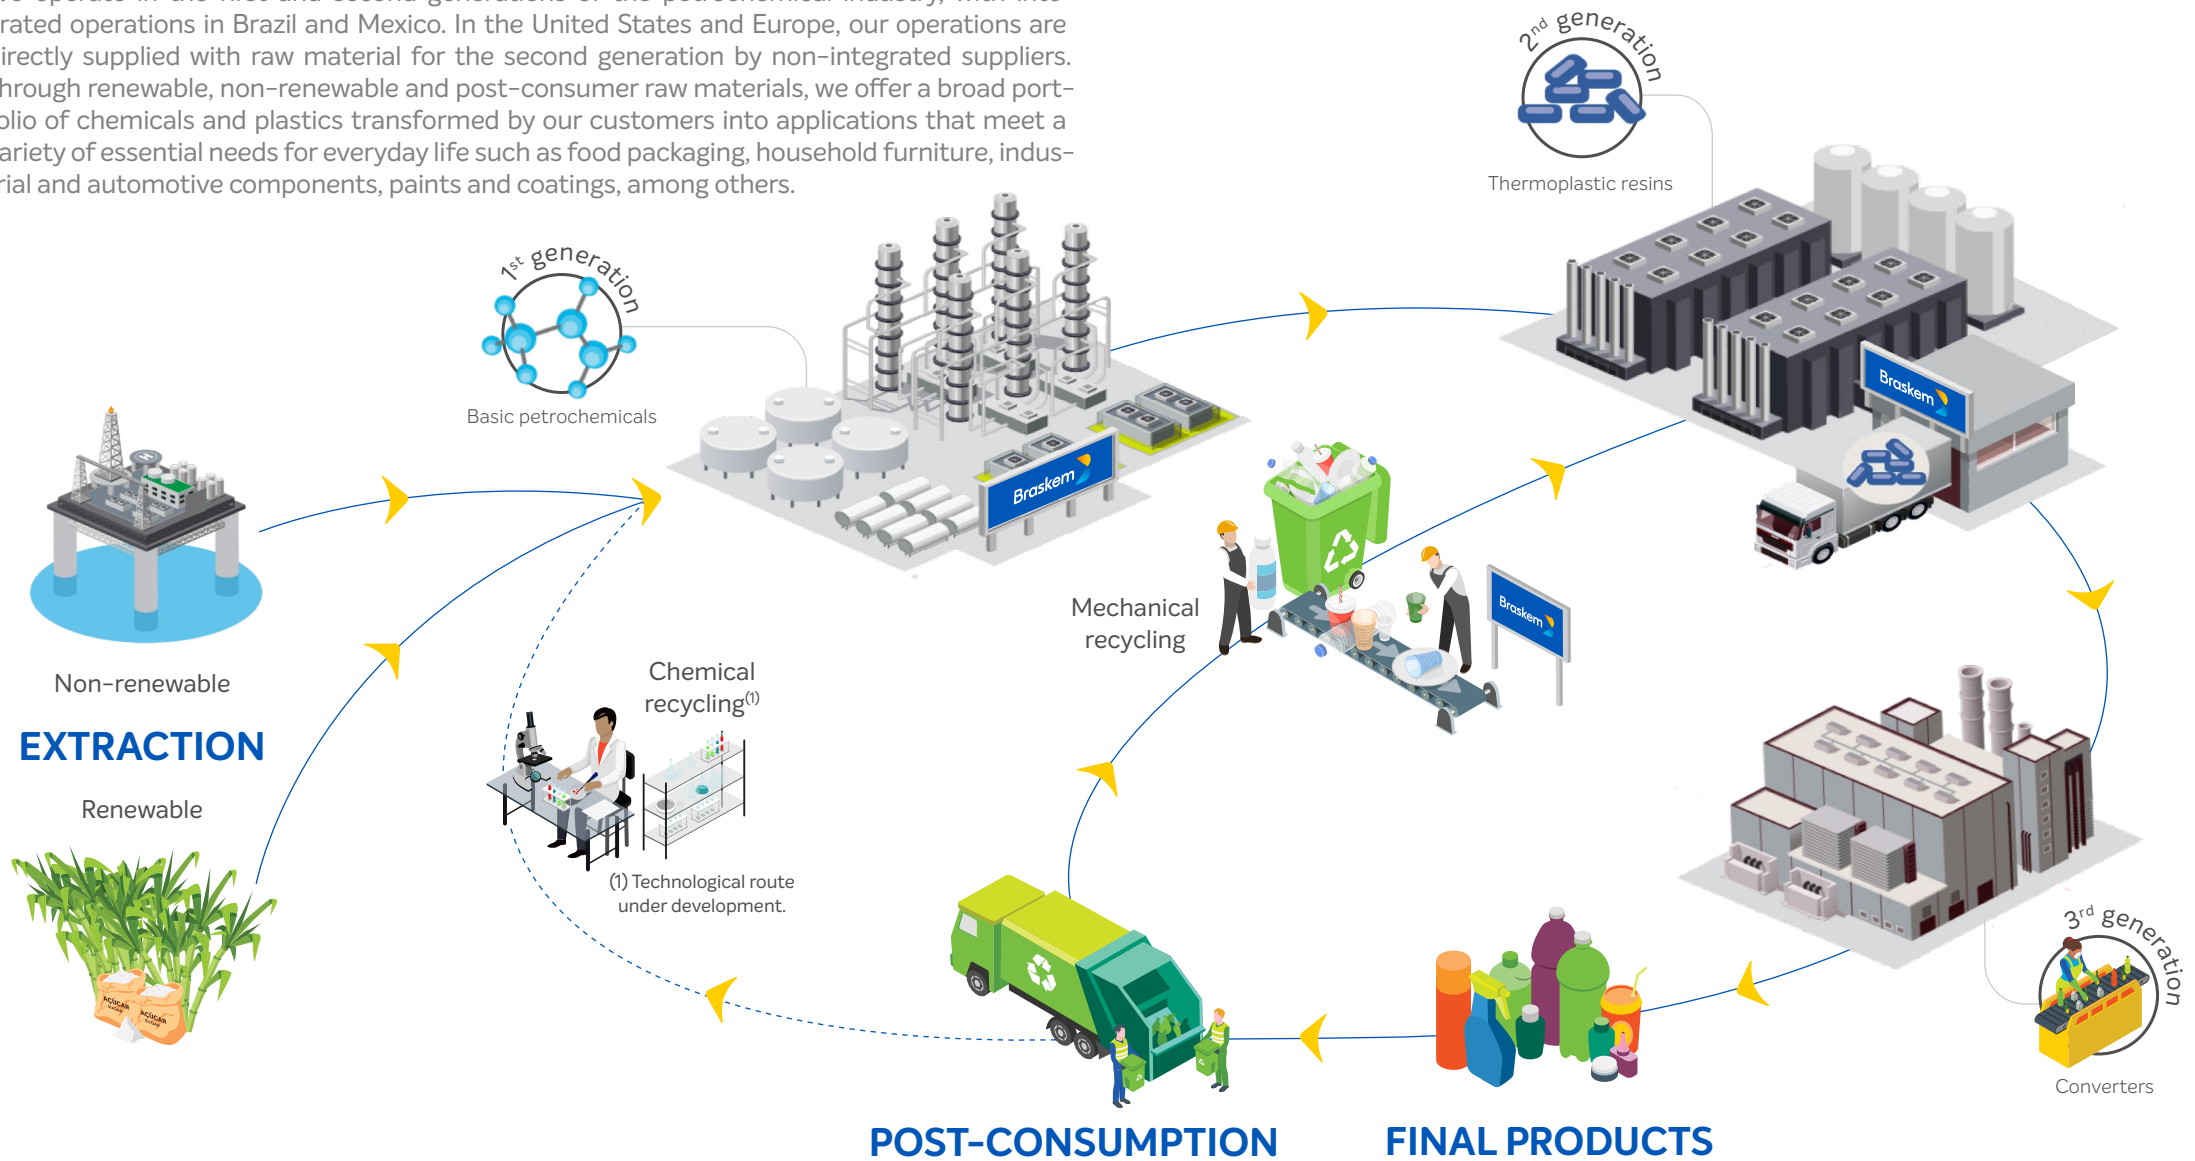 rated operations in Brazil and Mexico. In the United States and Europe, our operations are
irectly supplied with raw material for the second generation by non-integrated suppliers.
hrough renewable, non-renewable and post-consumer raw materials, we offer a broad port-
olio of chemicals and plastics transformed by our customers into applications that meet a
ariety of essential needs for everyday life such as food packaging, household furniture, indus-
rial and automotive components, paints and coatings, among others.
2nd generation
Thermoplastic resins
1st generation
Basic petrochemicals
Braskem
Braskem
Non-renewable
EXTRACTION
Renewable
AÇÚCAR
SUGAR
AÇÚCAR
SUGAR
Chemical
recycling(1)
(1) Technological route
under development.
Mechanical
recycling
Braskem
3rd generation
Converters
POST-CONSUMPTION
FINAL PRODUCTS